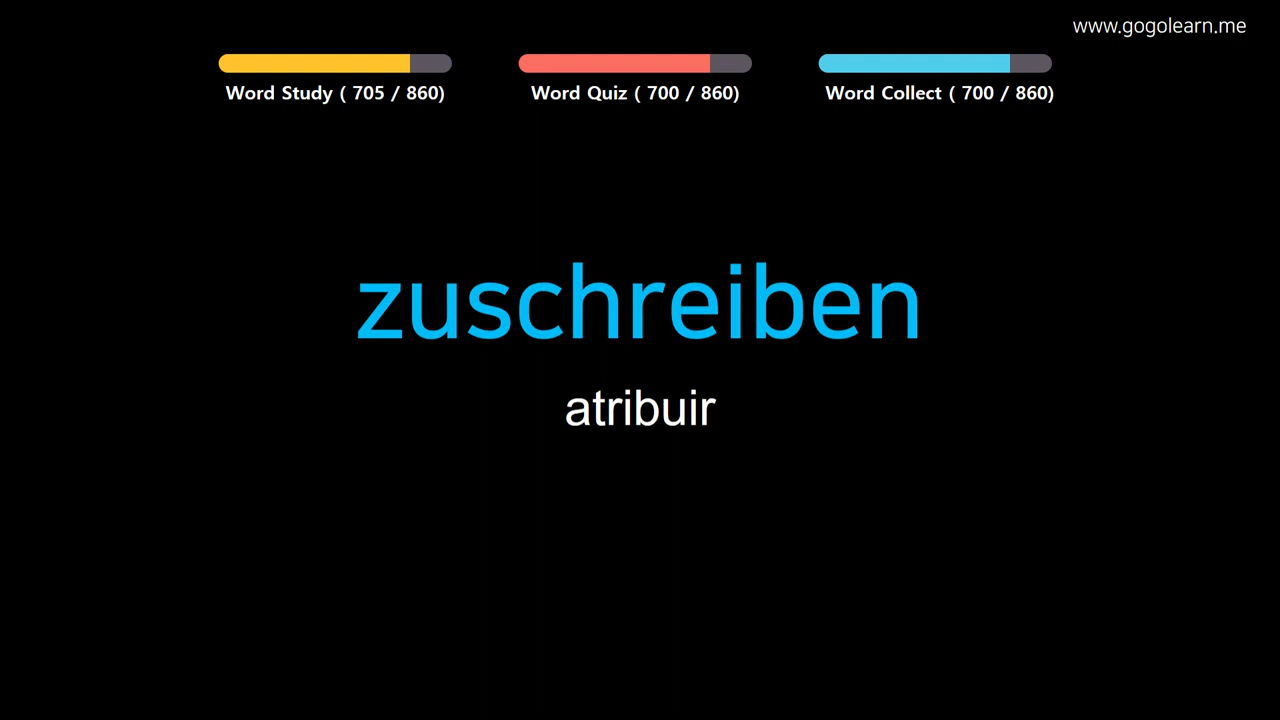 www.gogolearn.me
Word Study ( 705 / 860)
Word Quiz ( 700 / 860)
Word Collect ( 700 / 860)
zuschreiben
atribuir